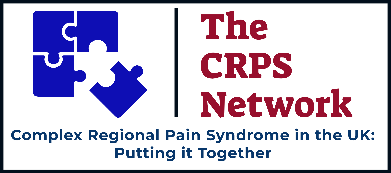 The
CRPS
Network
Complex Regional Pain Syndrome in the UK:
Putting it Together